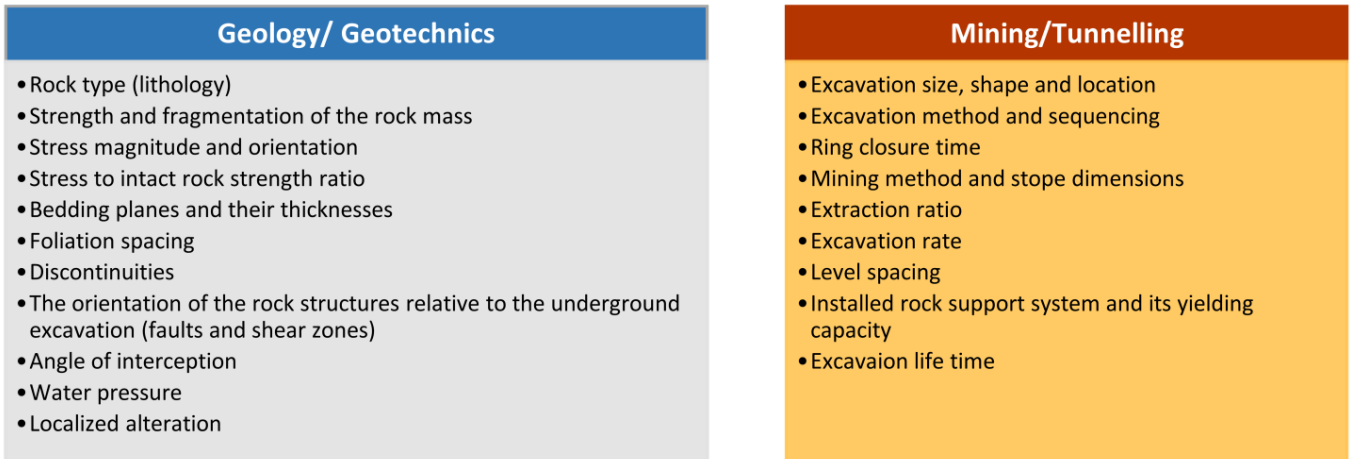 Geology/ Geotechnics
•Rock type (lithology)
•Strength and fragmentation of the rock mass
•Stress magnitude and orientation
•Stress to intact rock strength ratio
•Bedding planes and their thicknesses
•Foliation spacing
•Discontinuities
•The orientation of the rock structures relative to the underground
excavation (faults and shear zones)
•Angle of interception
•Water pressure
•Localized alteration
Mining/Tunnelling
•Excavation size, shape and location
•Excavation method and sequencing
•Ring closure time
•Mining method and stope dimensions
•Extraction ratio
•Excavation rate
•Level spacing
•Installed rock support system and its yielding
capacity
•Excavaion life time